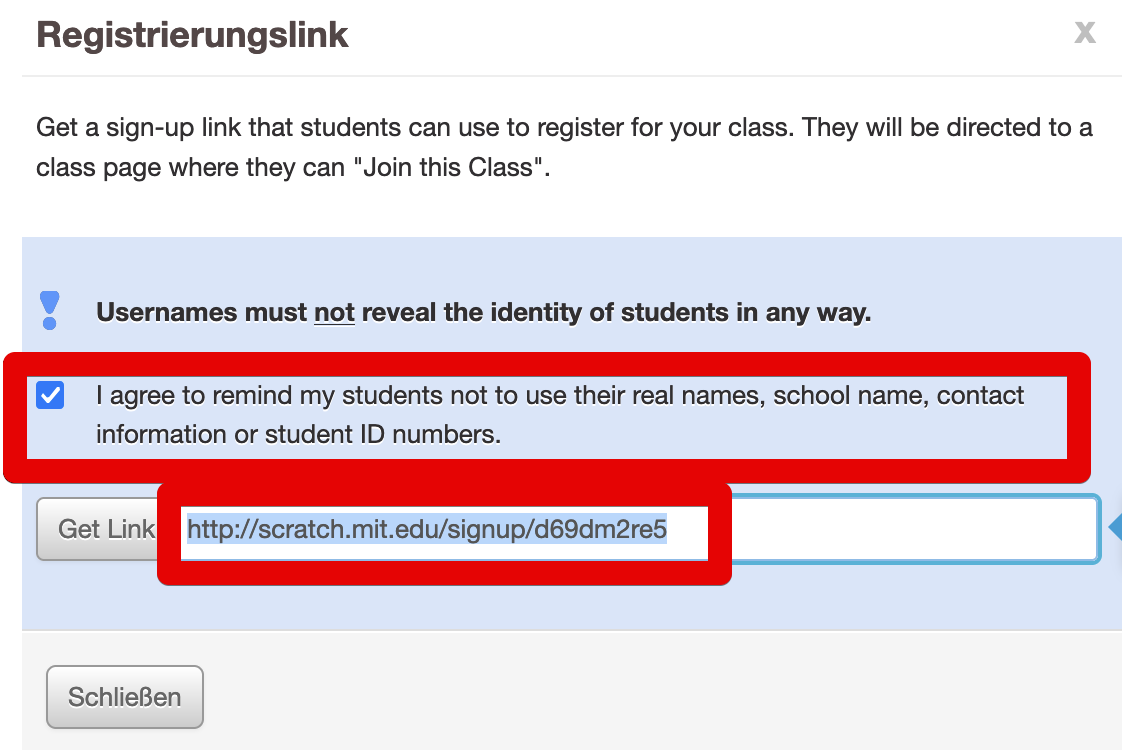 Registrierungslink
X
Get a sign-up link that students can use to register for your class. They will be directed to a
class page where they can "Join this Class".
Usernames must not reveal the identity of students in any way.
I agree to remind my students not to use their real names, school name, contact
information or student ID numbers.
Get Link
http://scratch.mit.edu/signup/d69dm2re5
Schließen